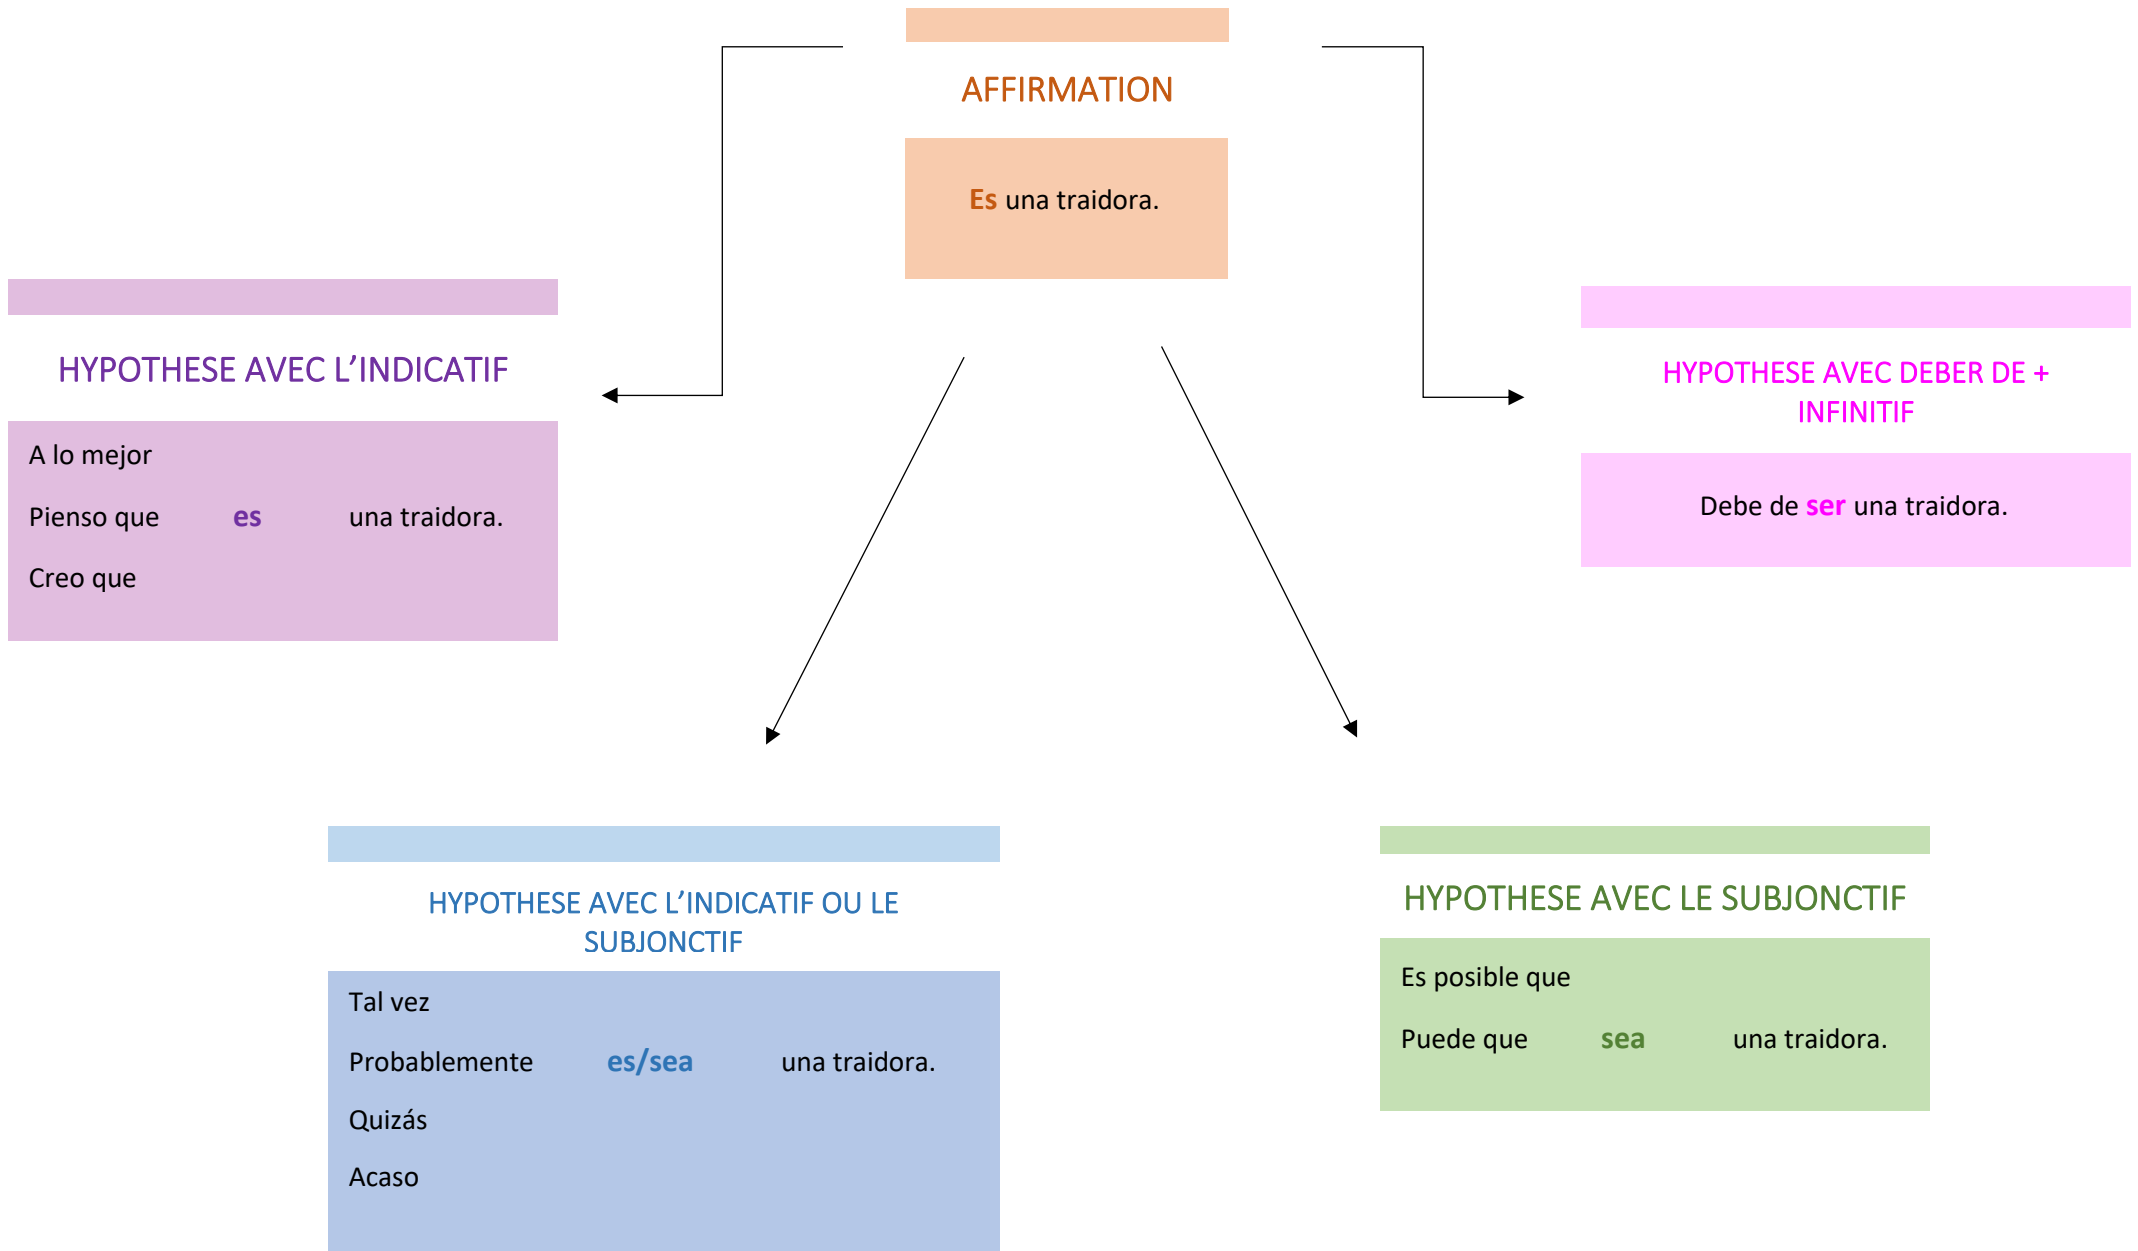 AFFIRMATION
Es una traidora.
HYPOTHESE AVEC L’INDICATIF
A lo mejor
Pienso que es una traidora.
Creo que
HYPOTHESE AVEC DEBER DE +
INFINITIF
Debe de ser una traidora.
HYPOTHESE AVEC L’INDICATIF OU LE
SUBJONCTIF
Tal vez
Probablemente es/sea una traidora.
Quizás
Acaso
HYPOTHESE AVEC LE SUBJONCTIF
Es posible que
Puede que sea una traidora.